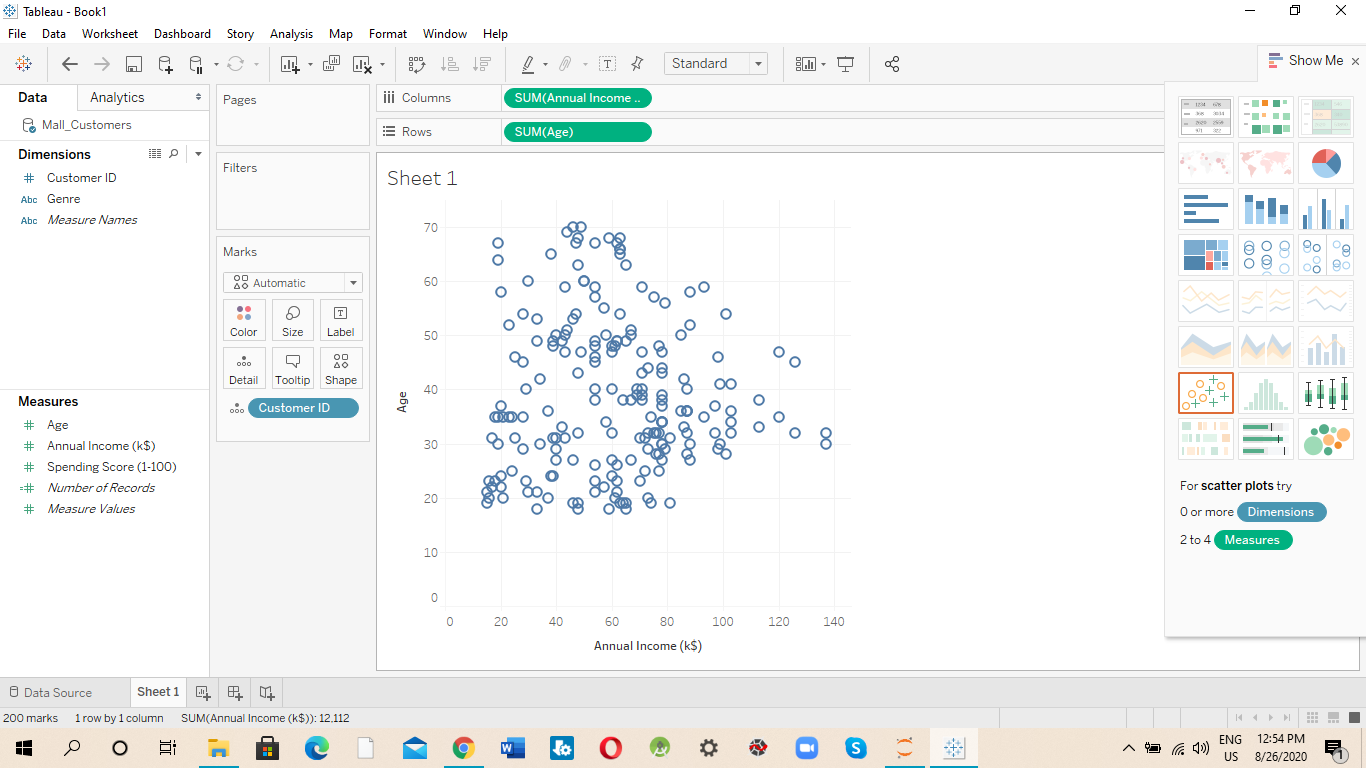 Tableau - Book1
File Data Worksheet Dashboard Story Analysis Map Format Window Help
Standard
Show Me
Data Analytics
Mall_Customers
Dimensions
Customer ID
Abc Genre
Abc Measure Names
Measures
Age
Annual Income (k$)
Spending Score (1-100)
Number of Records
Measure Values
Pages
Filters
Marks
Automatic
Color Size Label
Detail Tooltip Shape
Customer ID
Columns SUM(Annual Income ..
Rows SUM(Age)
Sheet 1
70
60
50
40
30
20
10
0
Age
0 20 40 60 80 100 120 140
Annual Income (k$)
For scatter plots try
0 or more Dimensions
2 to 4 Measures
Data Source Sheet 1
200 marks 1 row by 1 column SUM(Annual Income (k$)): 12,112
ENG
US
12:54 PM
8/26/2020
1